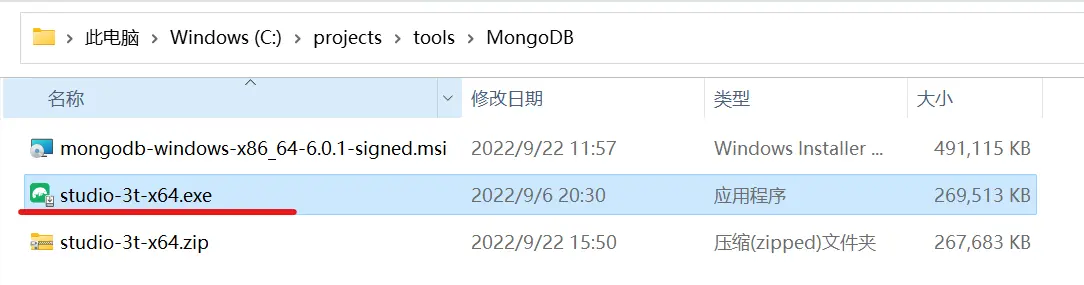 此电脑 > Windows (C:) > projects > tools > MongoDB
名称 修改日期 类型 大小
mongodb-windows-x86_64-6.0.1-signed.msi 2022/9/22 11:57 Windows Installer ... 491,115 KB
studio-3t-x64.exe 2022/9/6 20:30 应用程序 269,513 KB
studio-3t-x64.zip 2022/9/22 15:50 压缩(zipped)文件夹 267,683 KB